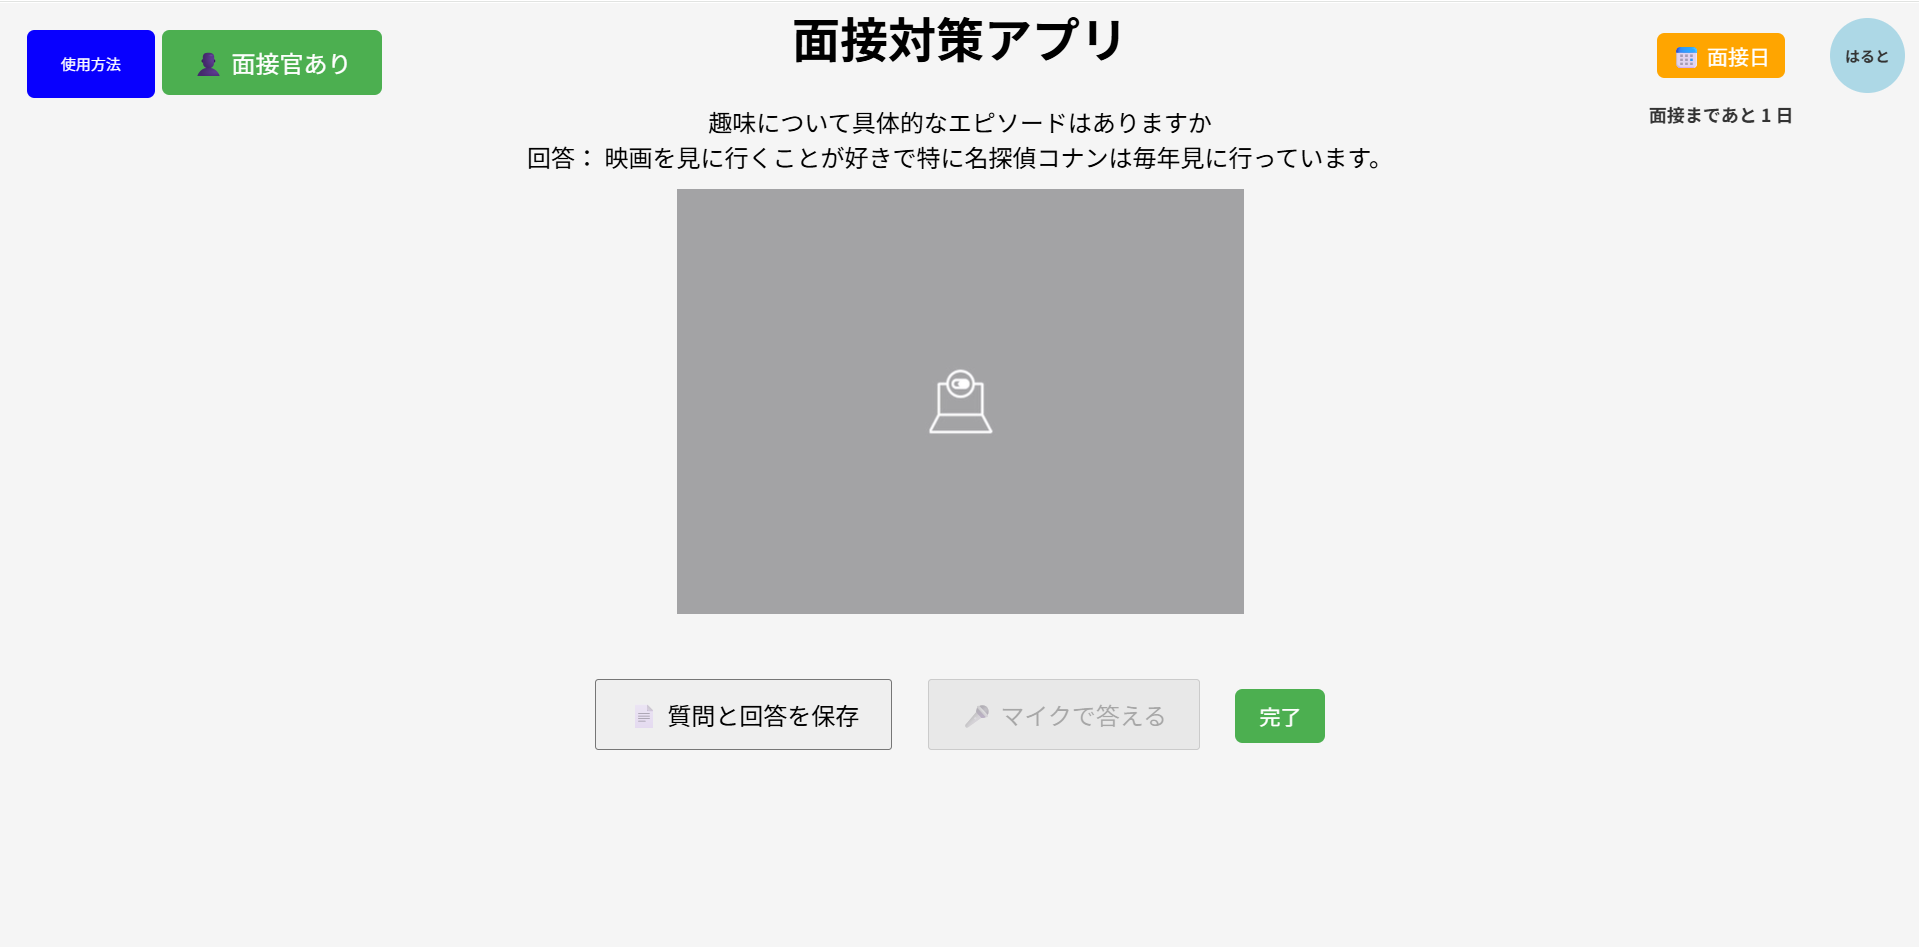 面接対策アプリ
使用方法
面接官あり
面接日
はると
面接まであと 1 日
趣味について具体的なエピソードはありますか
回答： 映画を見に行くことが好きで特に名探偵コナンは毎年見に行っています。
質問と回答を保存
マイクで答える
完了